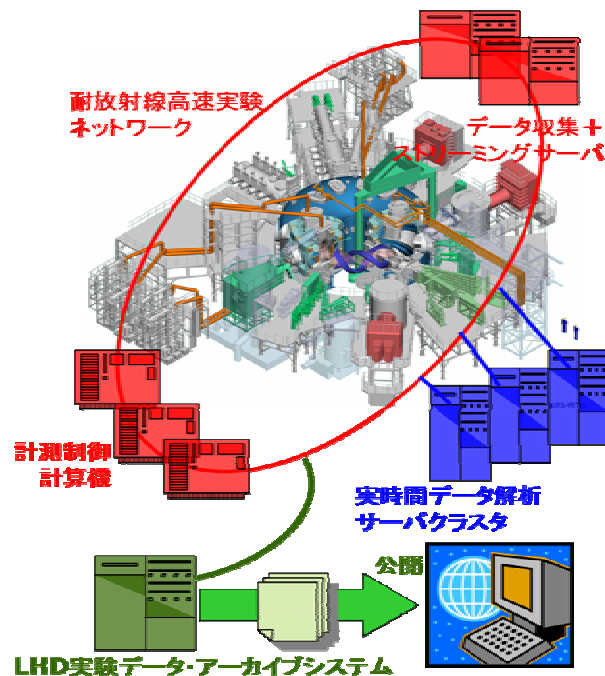 耐放射線高速実験
ネットワーク
データ収集＋
ストリーミングサーバ
計測制御
計算機
実時間データ解析
サーバクラスタ
公開
LHD実験データ・アーカイブシステム